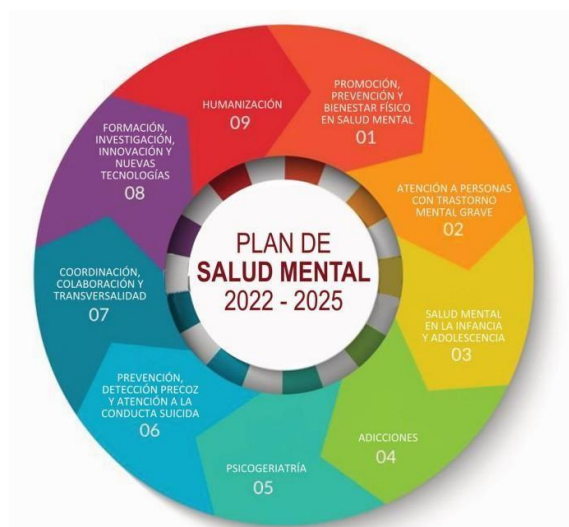 PLAN DE
SALUD MENTAL
2022 - 2025
PROMOCIÓN,
PREVENCIÓN Y
BIENESTAR FÍSICO
EN SALUD MENTAL
01
ATENCIÓN A PERSONAS
CON TRASTORNO
MENTAL GRAVE
02
SALUD MENTAL
EN LA INFANCIA
Y ADOLESCENCIA
03
ADICCIONES
04
PSICOGERIATRÍA
05
PREVENCIÓN,
DETECCIÓN PRECOZ
Y ATENCIÓN A LA
CONDUCTA SUICIDA
06
COORDINACIÓN,
COLABORACIÓN Y
TRANSVERSALIDAD
07
FORMACIÓN,
INVESTIGACIÓN,
INNOVACIÓN Y
NUEVAS
TECNOLOGÍAS
08
HUMANIZACIÓN
09